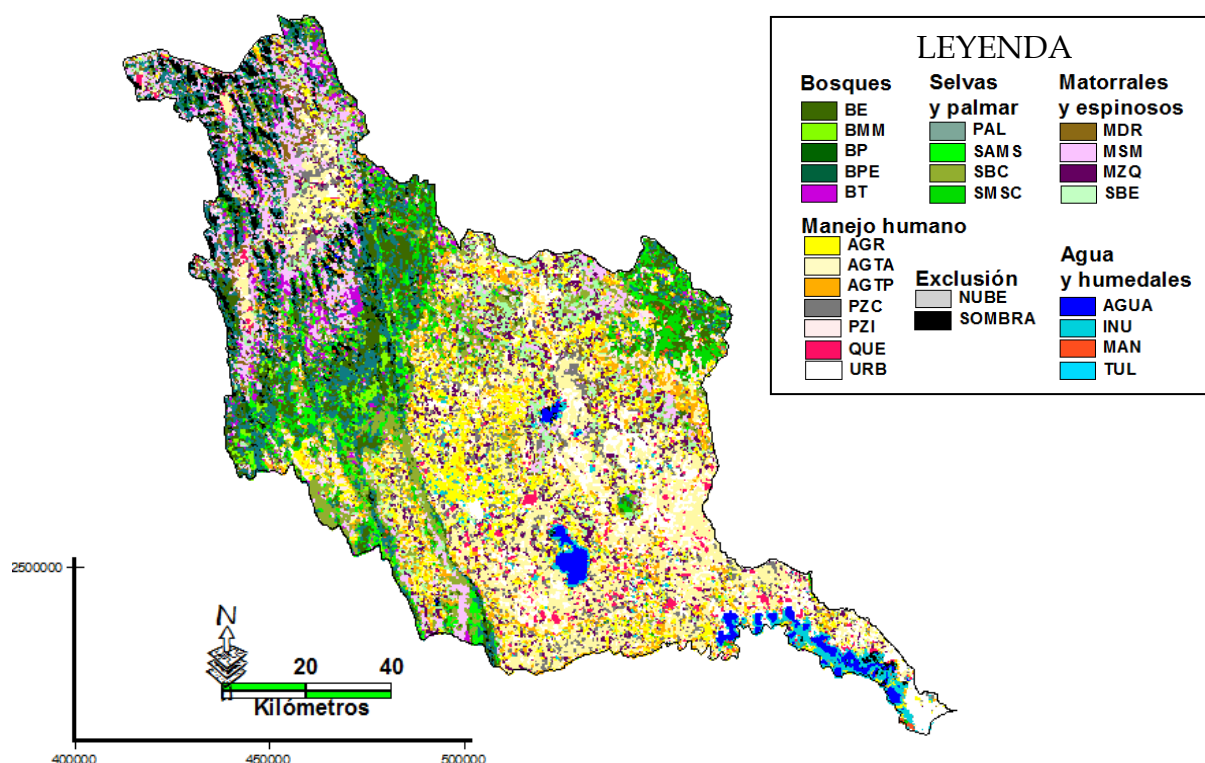 LEYENDA
Bosques
BE
BMM
BP
BPE
BT
Selvas
y palmar
PAL
SAMS
SBC
SMSC
Matorrales
y espinosos
MDR
MSM
MZQ
SBE
Manejo humano
AGR
AGTA
AGTP
PZC
PZI
QUE
URB
Exclusión
NUBE
SOMBRA
Agua
y humedales
AGUA
INU
MAN
TUL
2500000
N
20 40
Kilómetros
400000 450000 500000